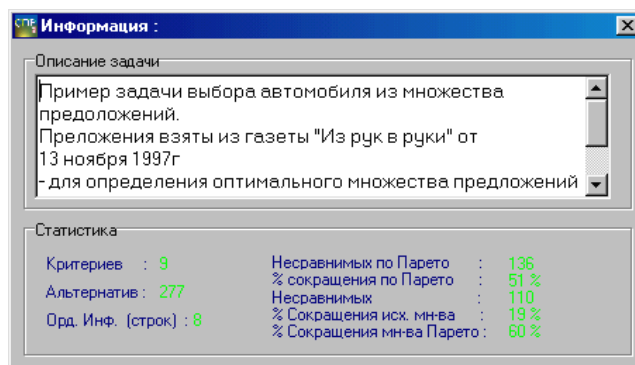 СПР Информация :
Описание задачи
Пример задачи выбора автомобиля из множества
предоложений.
Преложения взяты из газеты "Из рук в руки" от
13 ноября 1997г
- для определения оптимального множества предложений
Статистика
Критериев : 9
Альтернатив : 277
Орд. Инф. (строк) : 8
Несравнимых по Парето : 136
% сокращения по Парето : 51 %
Несравнимых : 110
% Сокращения исх. мн-ва : 19 %
% Сокращения мн-ва Парето : 60 %